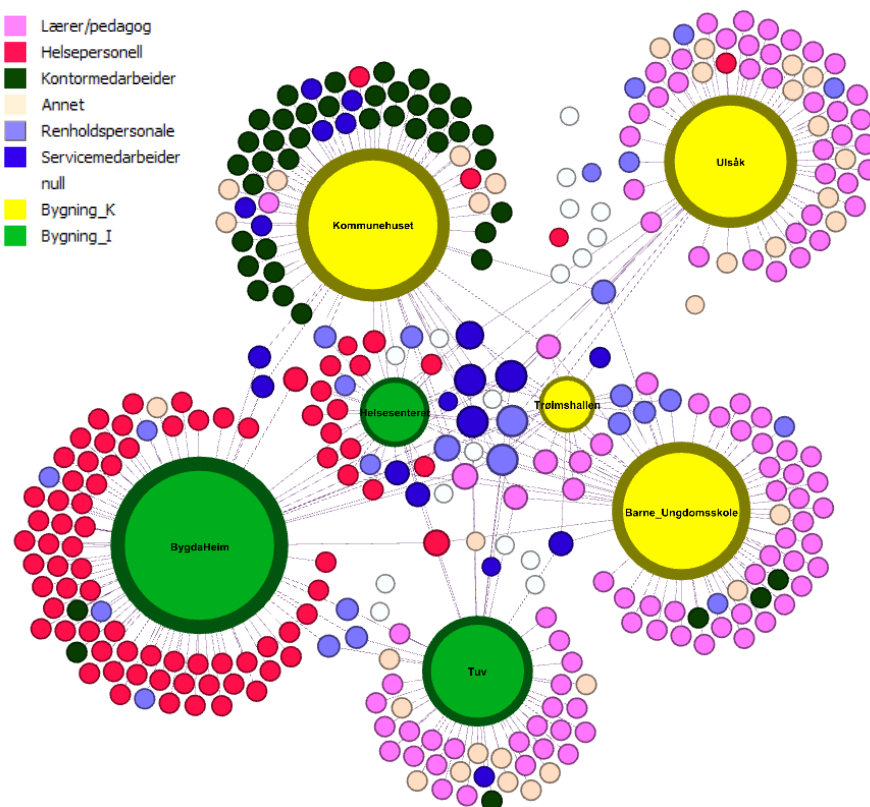 Lærer/pedagog
Helsepersonell
Kontormedarbeider
Annet
Renholdspersonale
Servicemedarbeider
null
Bygning_K
Bygning_I
Ulsåk
Kommunehuset
Helsesenteret
Trølmshallen
Barne_Ungdomsskole
BygdaHeim
Tuv